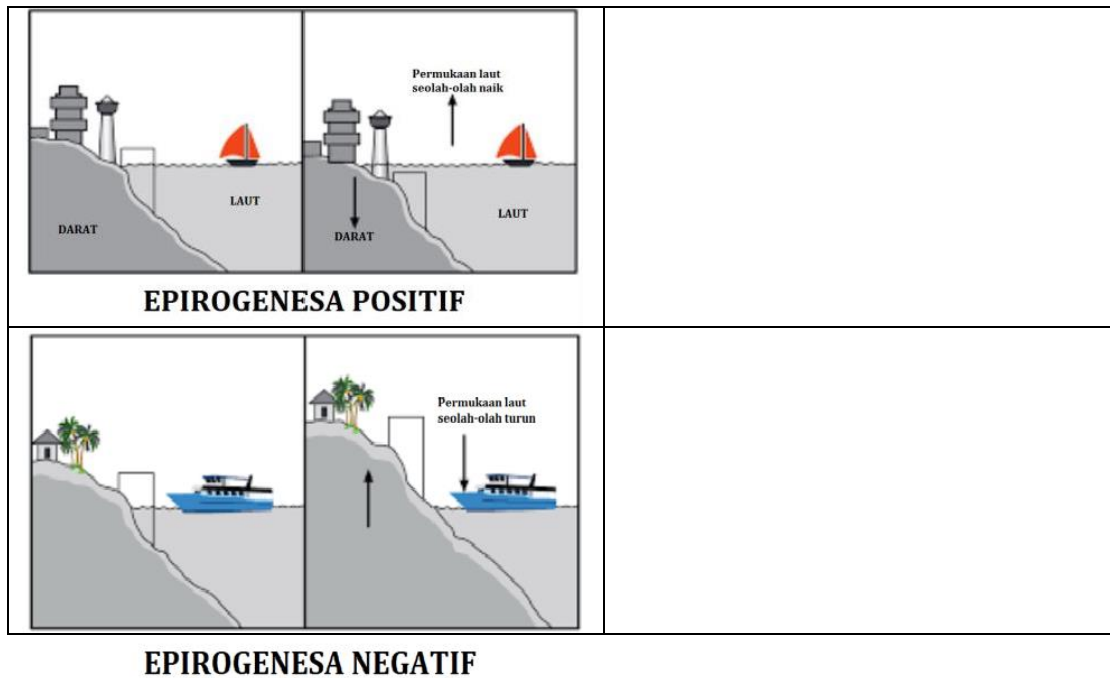 Permukaan laut
seolah-olah naik
LAUT
DARAT
LAUT
DARAT
EPIROGENESA POSITIF
Permukaan laut
seolah-olah turun
EPIROGENESA NEGATIF